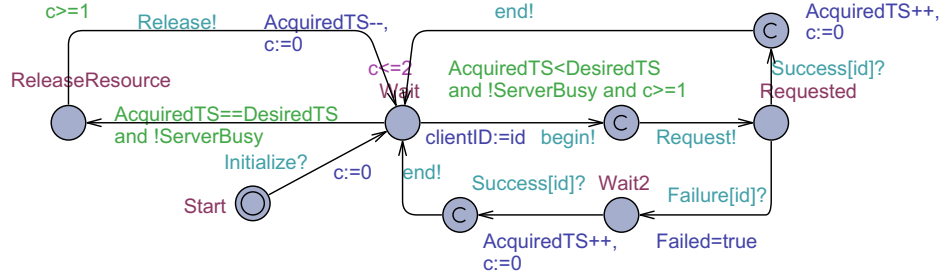 c>=1
Release!
AcquiredTS--,
c:=0
end!
AcquiredTS++,
c:=0
c<=2
Wait
ReleaseResource
AcquiredTS<DesiredTS
and !ServerBusy and c>=1
Success[id]?
Requested
C
AcquiredTS==DesiredTS
and !ServerBusy
clientID:=id
begin!
C
Request!
Initialize?
c:=0
end!
Success[id]?
Wait2
Failure[id]?
Start
C
AcquiredTS++,
c:=0
Failed=true